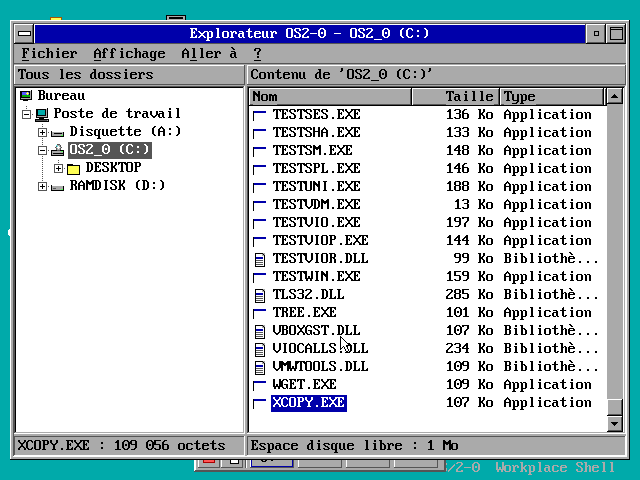 Explorateur OS2-0 - OS2_0 (C:)
Fichier Affichage Aller à ?
Tous les dossiers Contenu de 'OS2_0 (C:)'
Bureau
Poste de travail
Disquette (A:)
OS2_0 (C:)
DESKTOP
RAMDISK (D:)
Nom Taille Type
TESTSES.EXE 136 Ko Application
TESTSHA.EXE 133 Ko Application
TESTSM.EXE 148 Ko Application
TESTSPL.EXE 146 Ko Application
TESTUNI.EXE 188 Ko Application
TESTVDM.EXE 13 Ko Application
TESTVIO.EXE 197 Ko Application
TESTVIOP.EXE 144 Ko Application
TESTVIOR.DLL 99 Ko Bibliothè...
TESTWIN.EXE 159 Ko Application
TLS32.DLL 285 Ko Bibliothè...
TREE.EXE 101 Ko Application
VBOXGST.DLL 107 Ko Bibliothè...
VIOCALLS.DLL 234 Ko Bibliothè...
VMWTOOLS.DLL 109 Ko Bibliothè...
WGET.EXE 109 Ko Application
XCOPY.EXE 107 Ko Application
XCOPY.EXE : 109 056 octets Espace disque libre : 1 Mo
/2-0 Workplace Shell